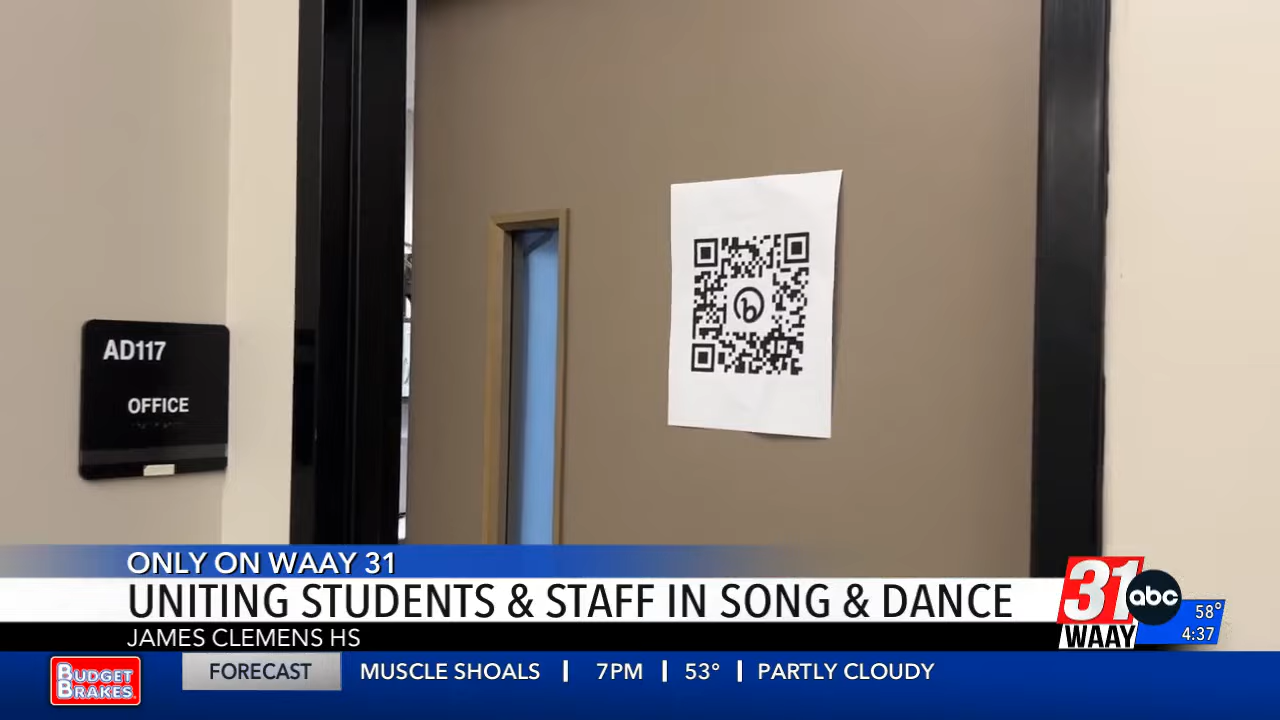 AD117
OFFICE
b
ONLY ON WAAY 31
UNITING STUDENTS & STAFF IN SONG & DANCE
JAMES CLEMENS HS
31
abc
WAAY
58°
4:37
BUDGET
BRAKES
FORECAST
MUSCLE SHOALS | 7PM | 53° | PARTLY CLOUDY